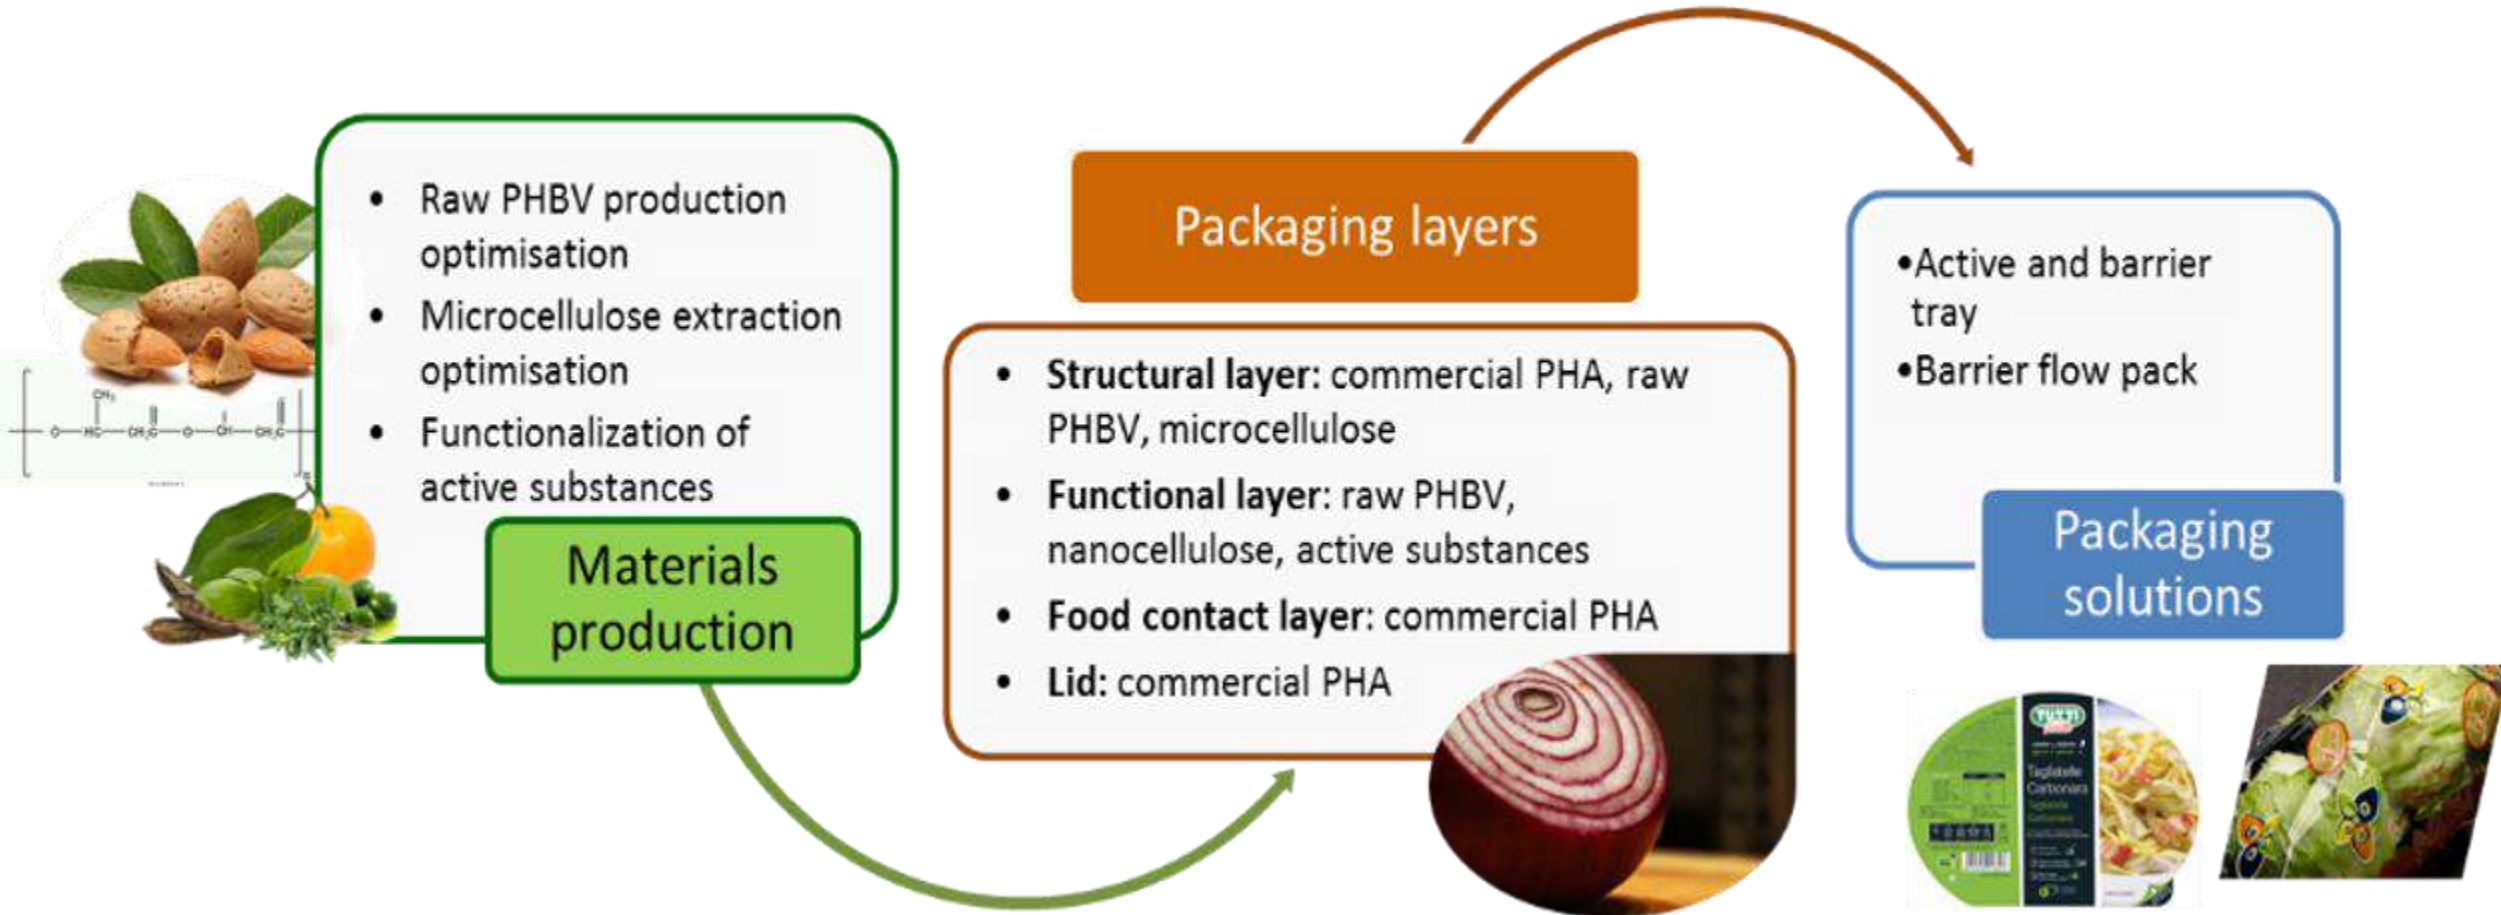 • Raw PHBV production
optimisation
• Microcellulose extraction
optimisation
• Functionalization of
active substances
Materials
production
Packaging layers
• Structural layer: commercial PHA, raw
PHBV, microcellulose
• Functional layer: raw PHBV,
nanocellulose, active substances
• Food contact layer: commercial PHA
• Lid: commercial PHA
•Active and barrier
tray
•Barrier flow pack
Packaging
solutions
Tagliatelle
Carbonara